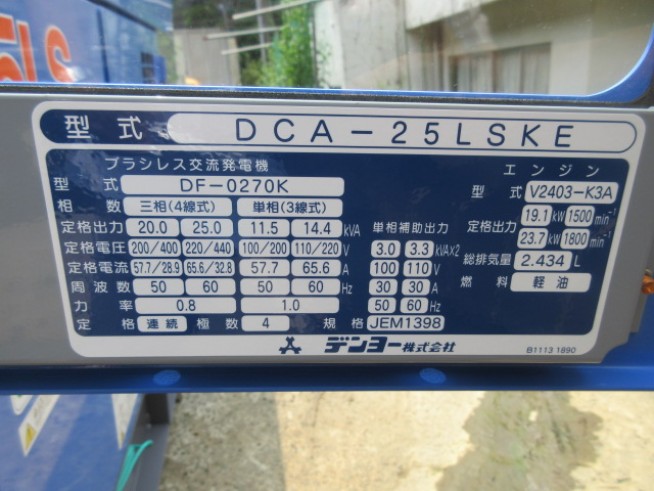 5LS
型式 DCA-25LSKE
ブラシレス交流発電機
型式 DF-0270K
相数 三相(4線式) 単相(3線式)
定格出力 20.0 25.0 11.5 14.4 kVA
定格電圧 200/400 220/440 100/200 110/220 V
定格電流 57.7/28.9 65.6/32.8 57.7 65.6 A
周波数 50 60 50 60 Hz
力率 0.8 1.0
定格 連続 極数 4 規格 JEM1398
単相補助出力
3.0 3.3 kVA×2
100 110 V
30 30 A
50 60 Hz
エンジン
型式 V2403-K3A
定格出力 19.1 kW 1500 min⁻¹
23.7 kW 1800 min⁻¹
総排気量 2.434 L
燃料 軽油
デンヨー株式会社
B1113 1890